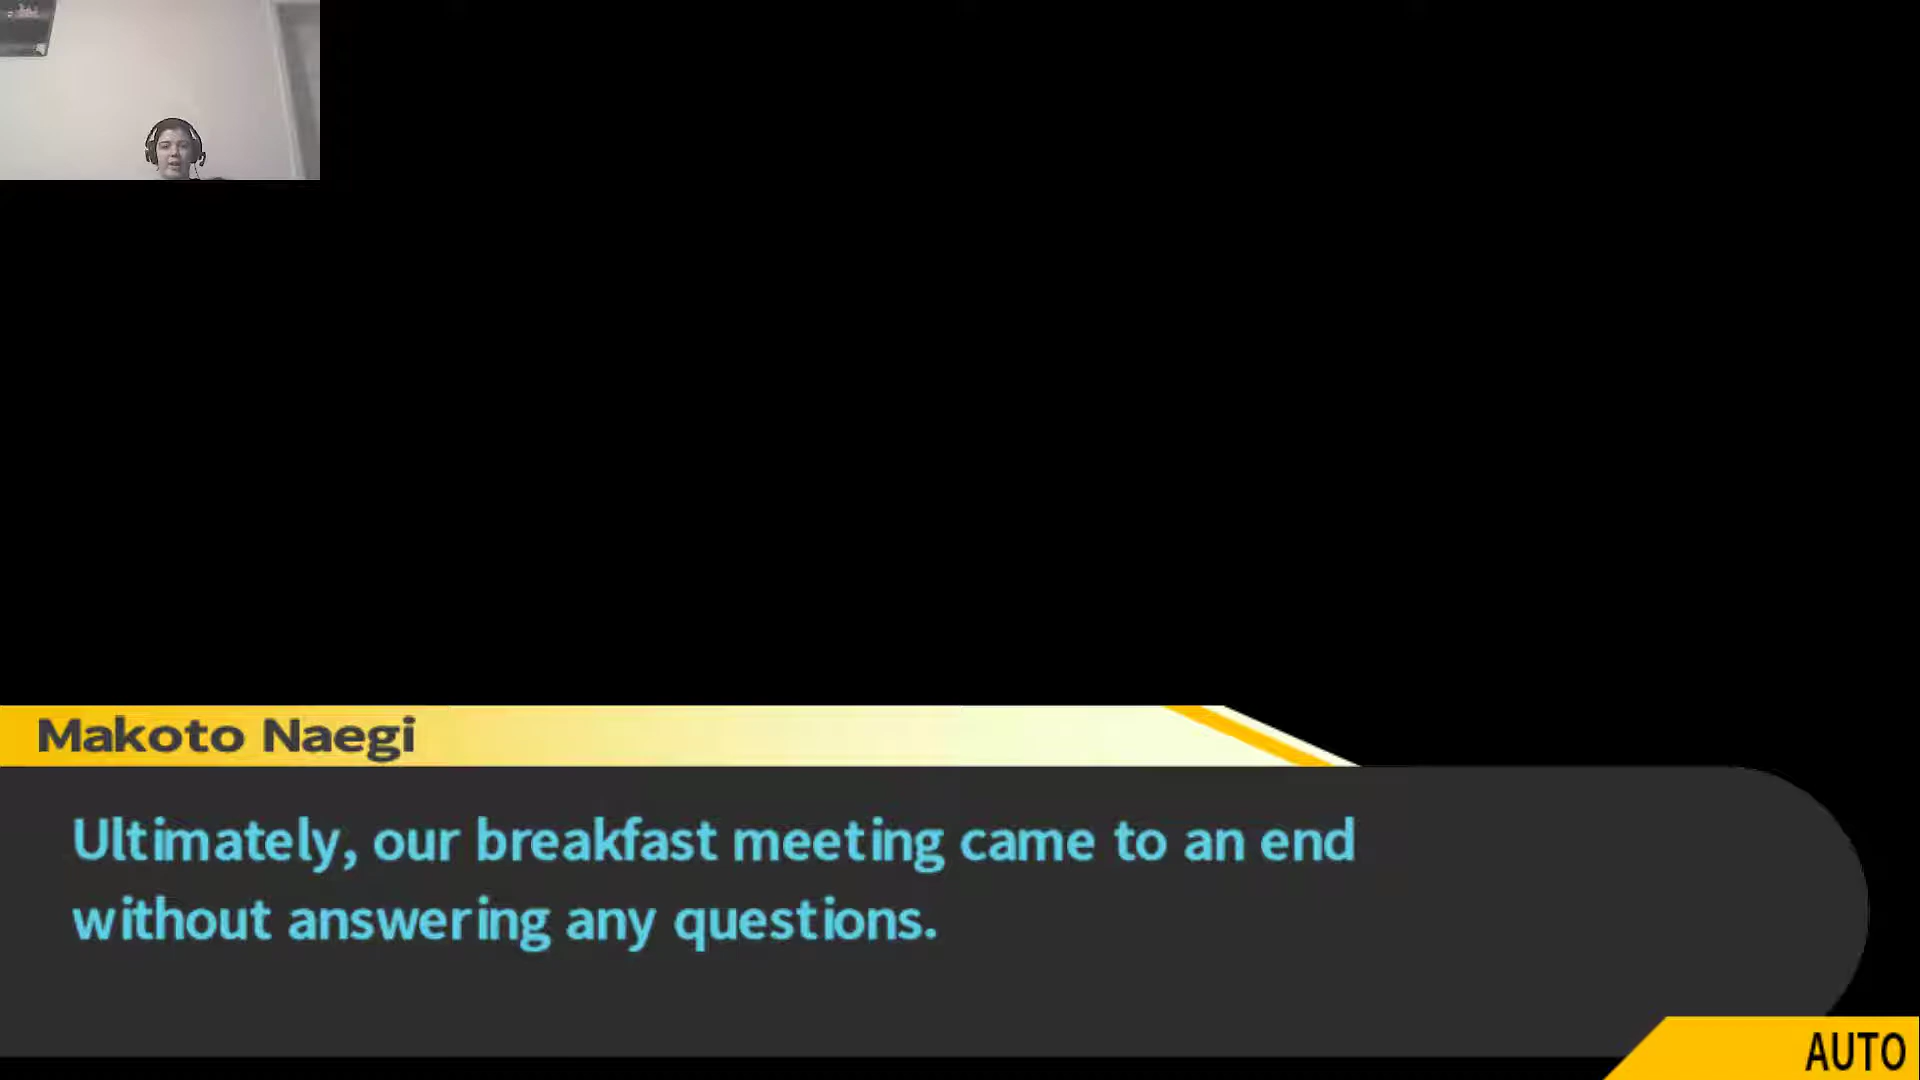 Makoto Naegi
Ultimately, our breakfast meeting came to an end
without answering any questions.
AUTO